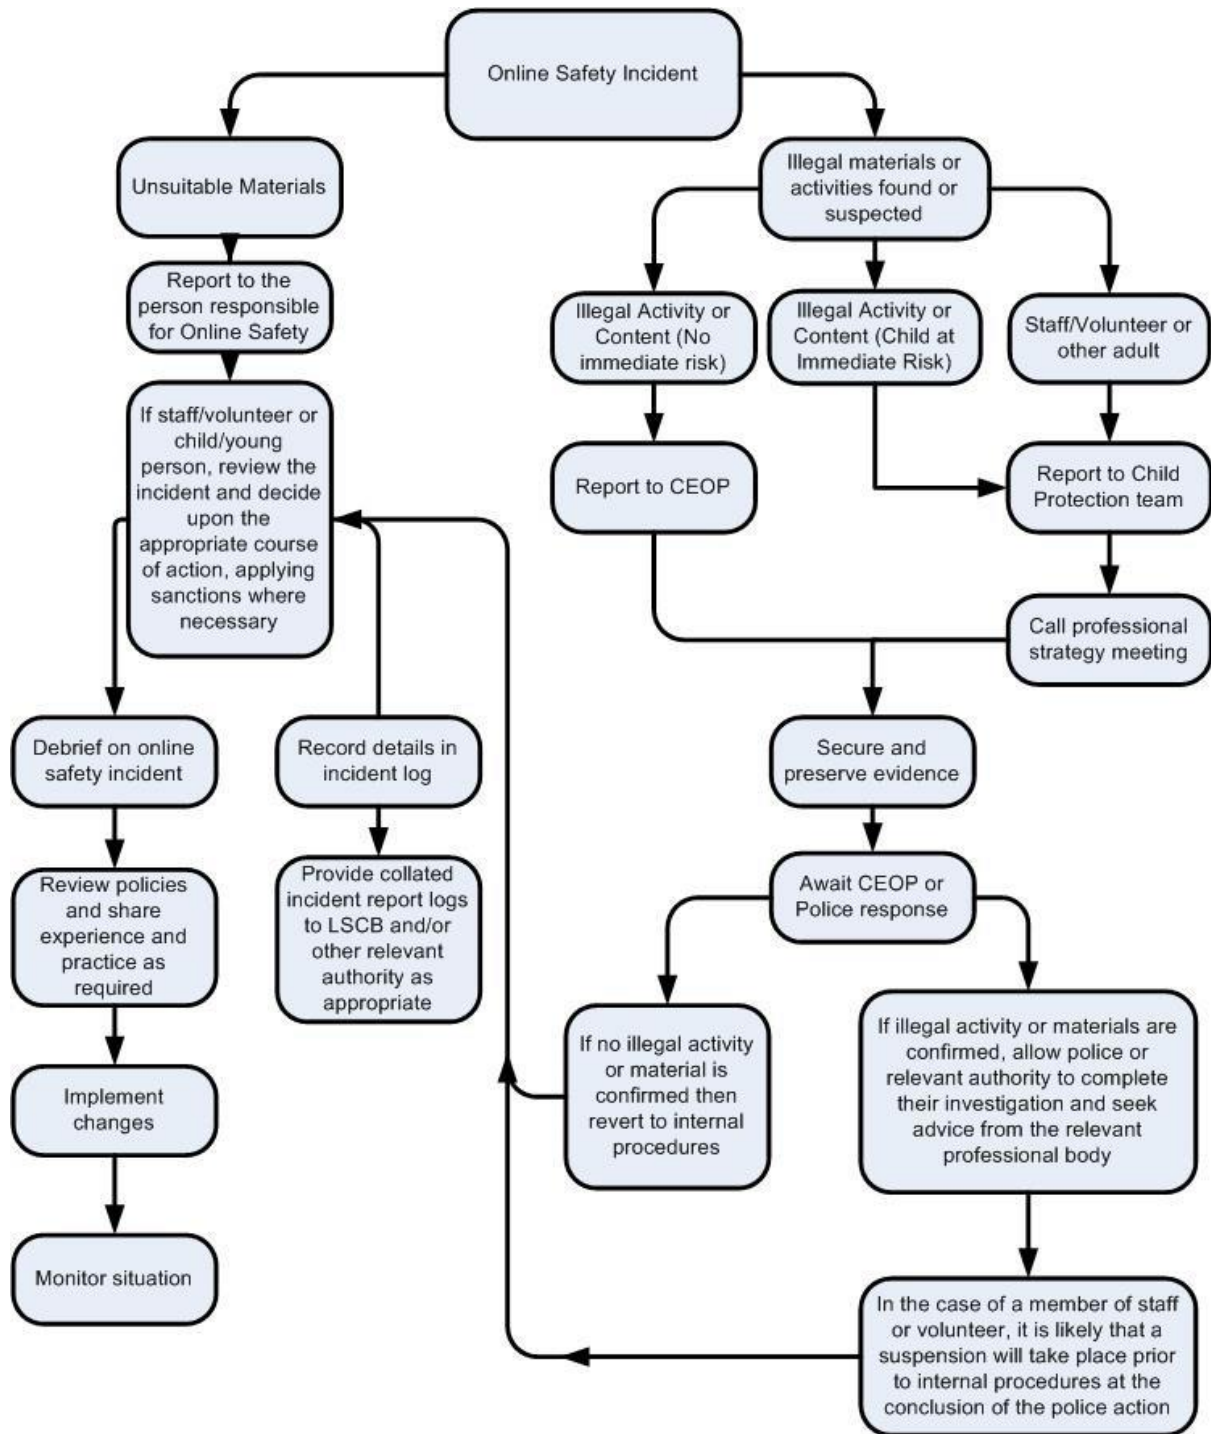 Online Safety Incident
Unsuitable Materials
Illegal materials or
activities found or
suspected
Report to the
person responsible
for Online Safety
Illegal Activity or
Content (No
immediate risk)
Illegal Activity or
Content (Child at
Immediate Risk)
Staff/Volunteer or
other adult
If staff/volunteer or
child/young
person, review the
incident and decide
upon the
appropriate course
of action, applying
sanctions where
necessary
Report to CEOP
Report to Child
Protection team
Call professional
strategy meeting
Debrief on online
safety incident
Record details in
incident log
Secure and
preserve evidence
Review policies
and share
experience and
practice as
required
Provide collated
incident report logs
to LSCB and/or
other relevant
authority as
appropriate
Await CEOP or
Police response
If no illegal activity
or material is
confirmed then
revert to internal
procedures
If illegal activity or materials are
confirmed, allow police or
relevant authority to complete
their investigation and seek
advice from the relevant
professional body
Implement
changes
Monitor situation
In the case of a member of staff
or volunteer, it is likely that a
suspension will take place prior
to internal procedures at the
conclusion of the police action